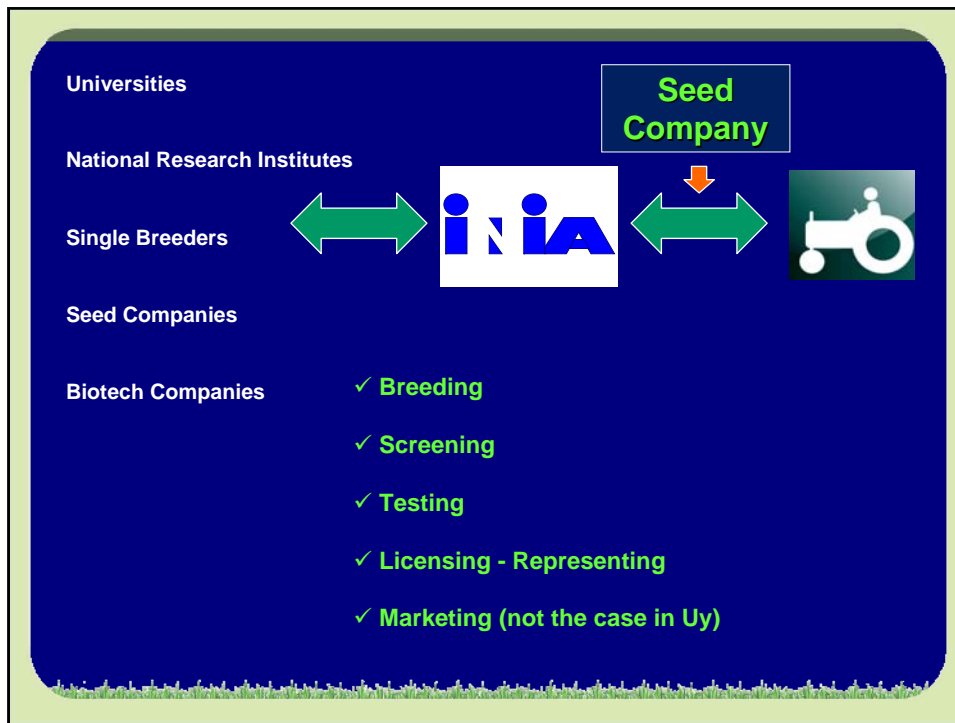 Universities
Seed
Company
National Research Institutes
iNiA
Single Breeders
Seed Companies
Biotech Companies
✓ Breeding
✓ Screening
✓ Testing
✓ Licensing - Representing
✓ Marketing (not the case in Uy)